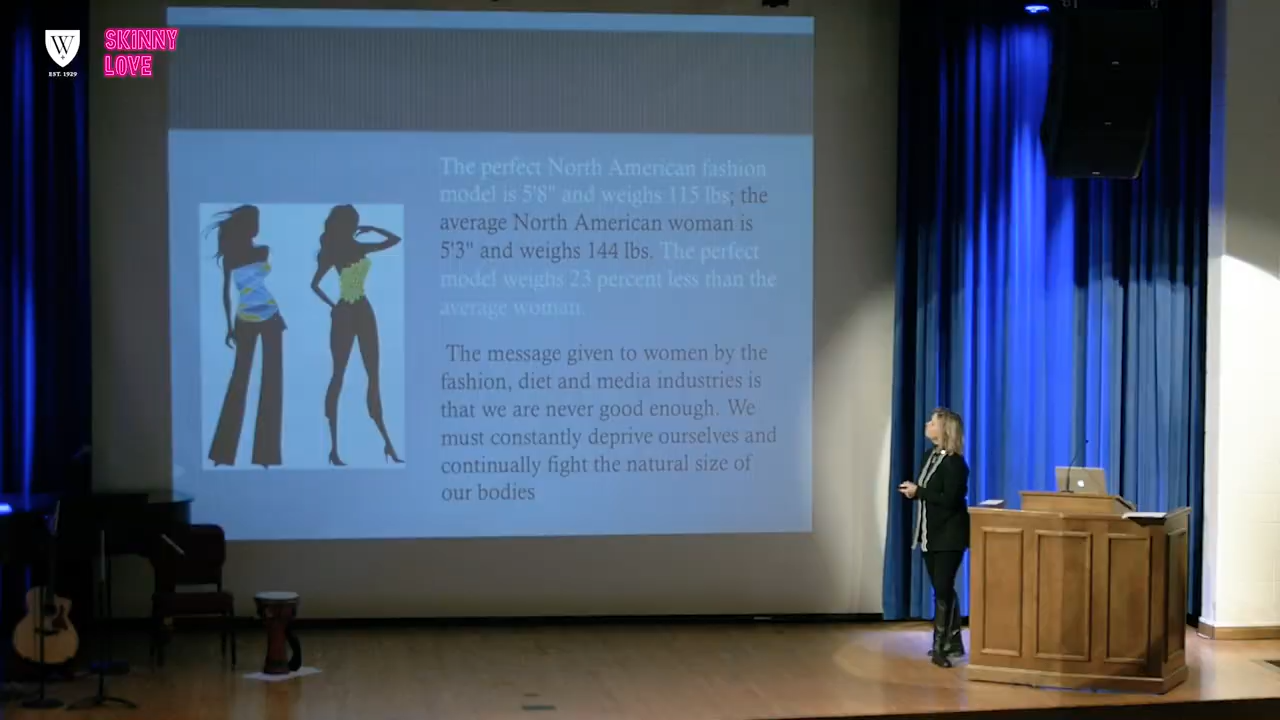 W
EST. 1929
SKiNNY
LOVE
The perfect North American fashion
model is 5'8" and weighs 115 lbs; the
average North American woman is
5'3" and weighs 144 lbs. The perfect
model weighs 23 percent less than the
average woman.
The message given to women by the
fashion, diet and media industries is
that we are never good enough. We
must constantly deprive ourselves and
continually fight the natural size of
our bodies